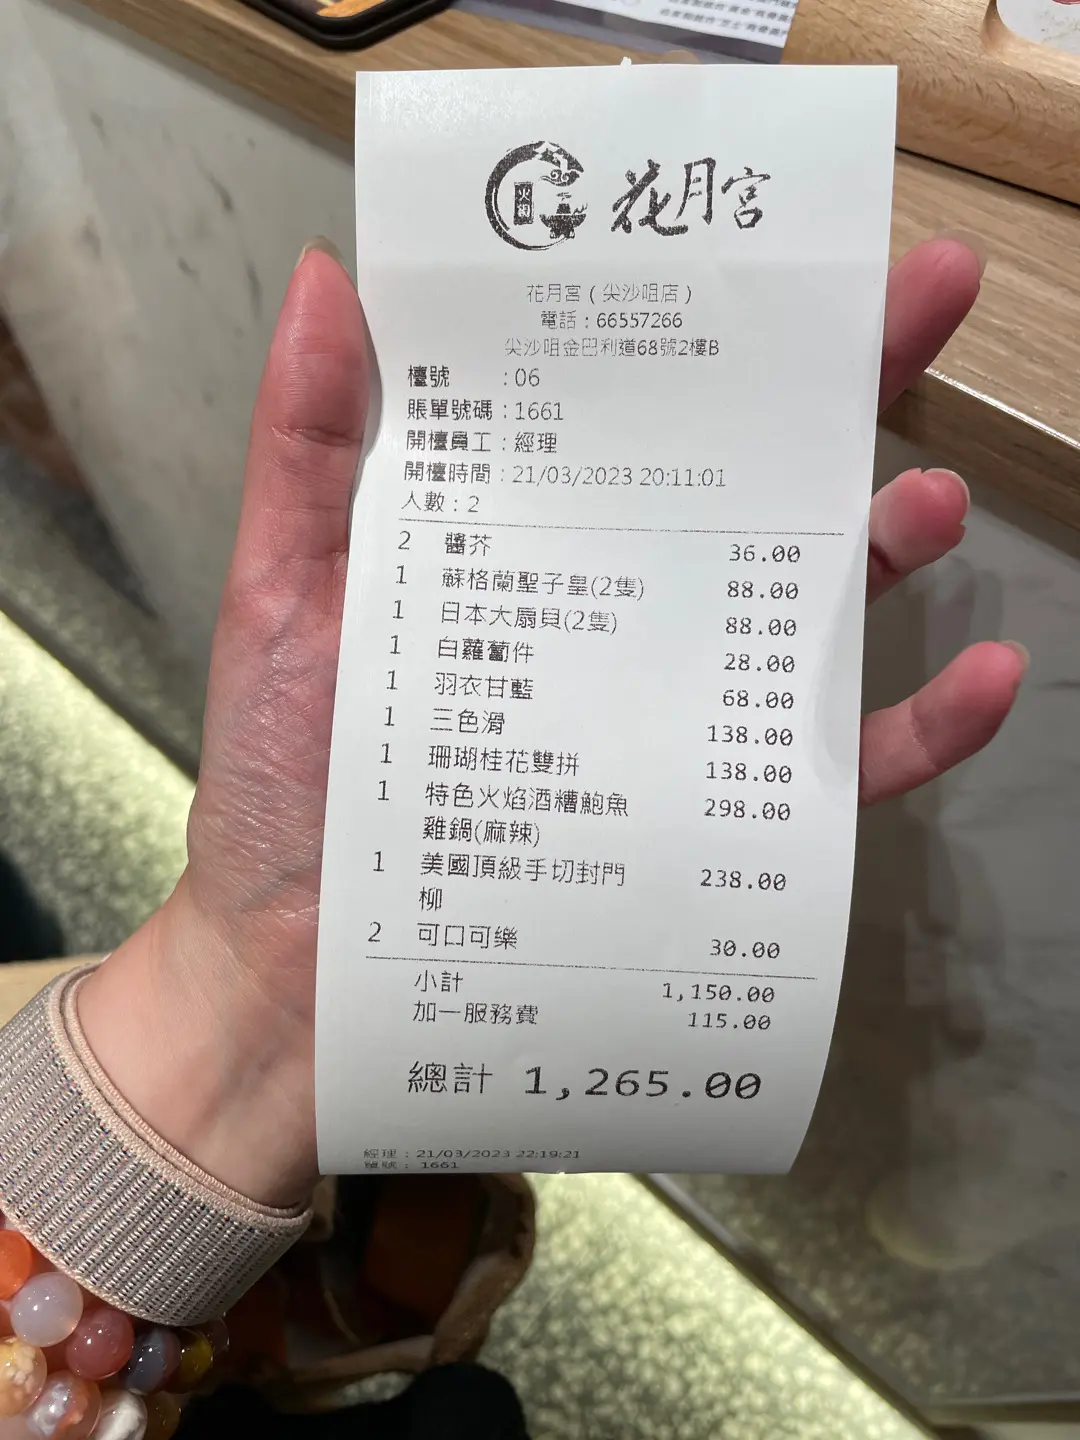 火鍋
花月宮
花月宮（尖沙咀店）
電話：66557266
尖沙咀金巴利道68號2樓B
檯號 :06
賬單號碼：1661
開檯員工：經理
開檯時間：21/03/2023 20:11:01
人數：2
2 醬芥 36.00
1 蘇格蘭聖子皇(2隻) 88.00
1 日本大扇貝(2隻) 88.00
1 白蘿蔔件 28.00
1 羽衣甘藍 68.00
1 三色滑 138.00
1 珊瑚桂花雙拼 138.00
1 特色火焰酒糟鮑魚 298.00
雞鍋(麻辣)
1 美國頂級手切封門 238.00
柳
2 可口可樂 30.00
小計 1,150.00
加一服務費 115.00
總計 1,265.00
經理：21/03/2023 22:19:21
單號：1661